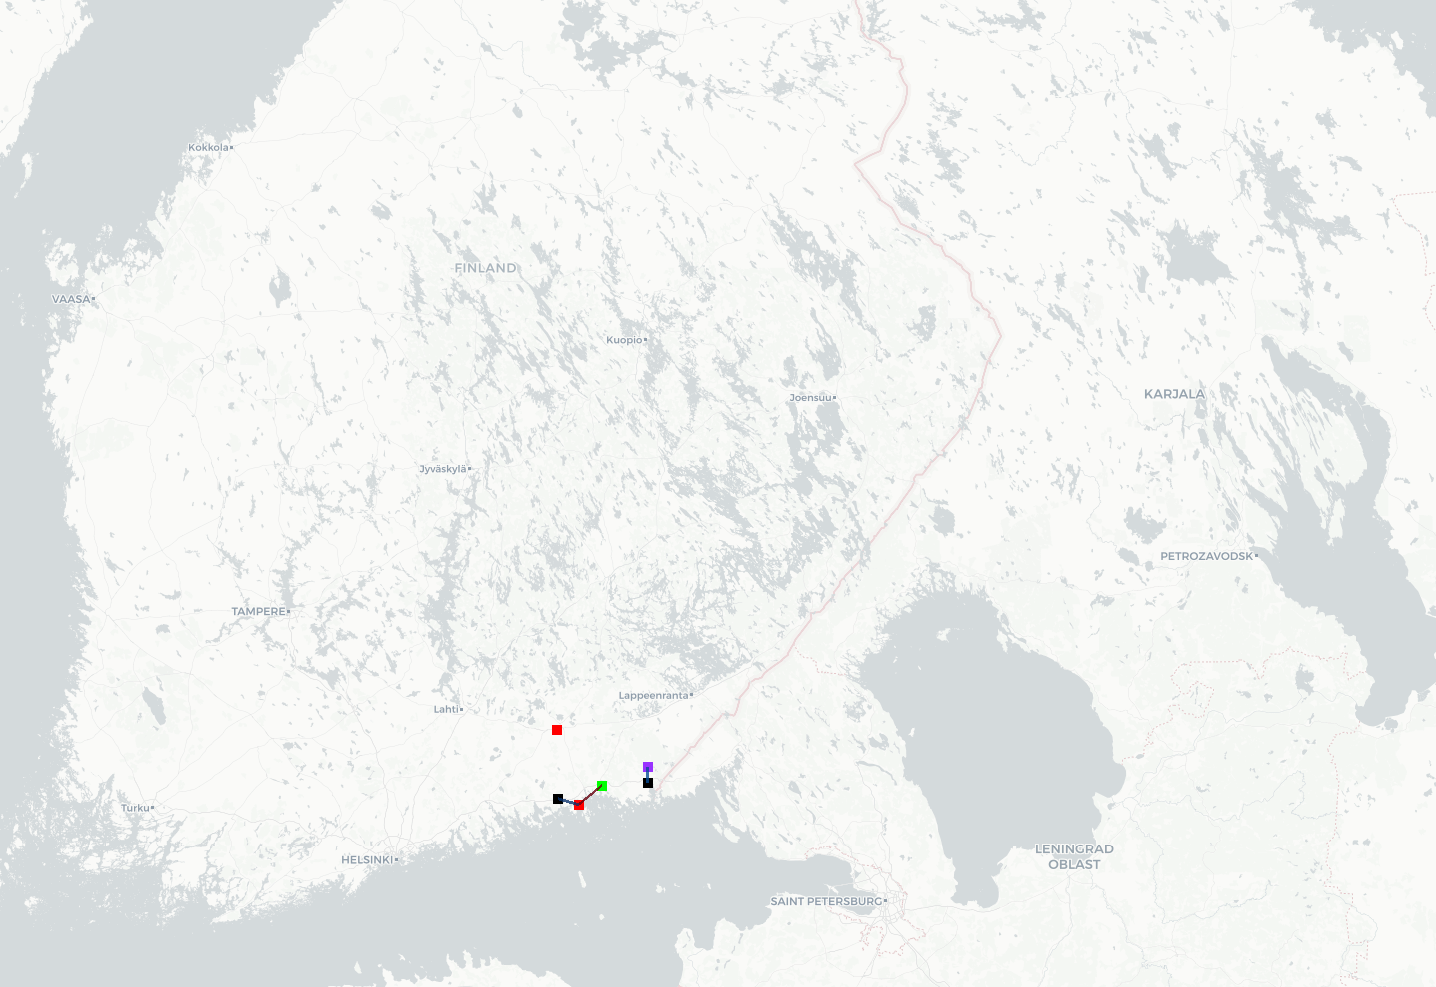 Kokkola
FINLAND
VAASA
Kuopio
Joensuu
KARJALA
Jyväskylä
PETROZAVODSK
TAMPERE
Lappeenranta
Lahti
Turku
HELSINKI
LENINGRAD
OBLAST
SAINT PETERSBURG